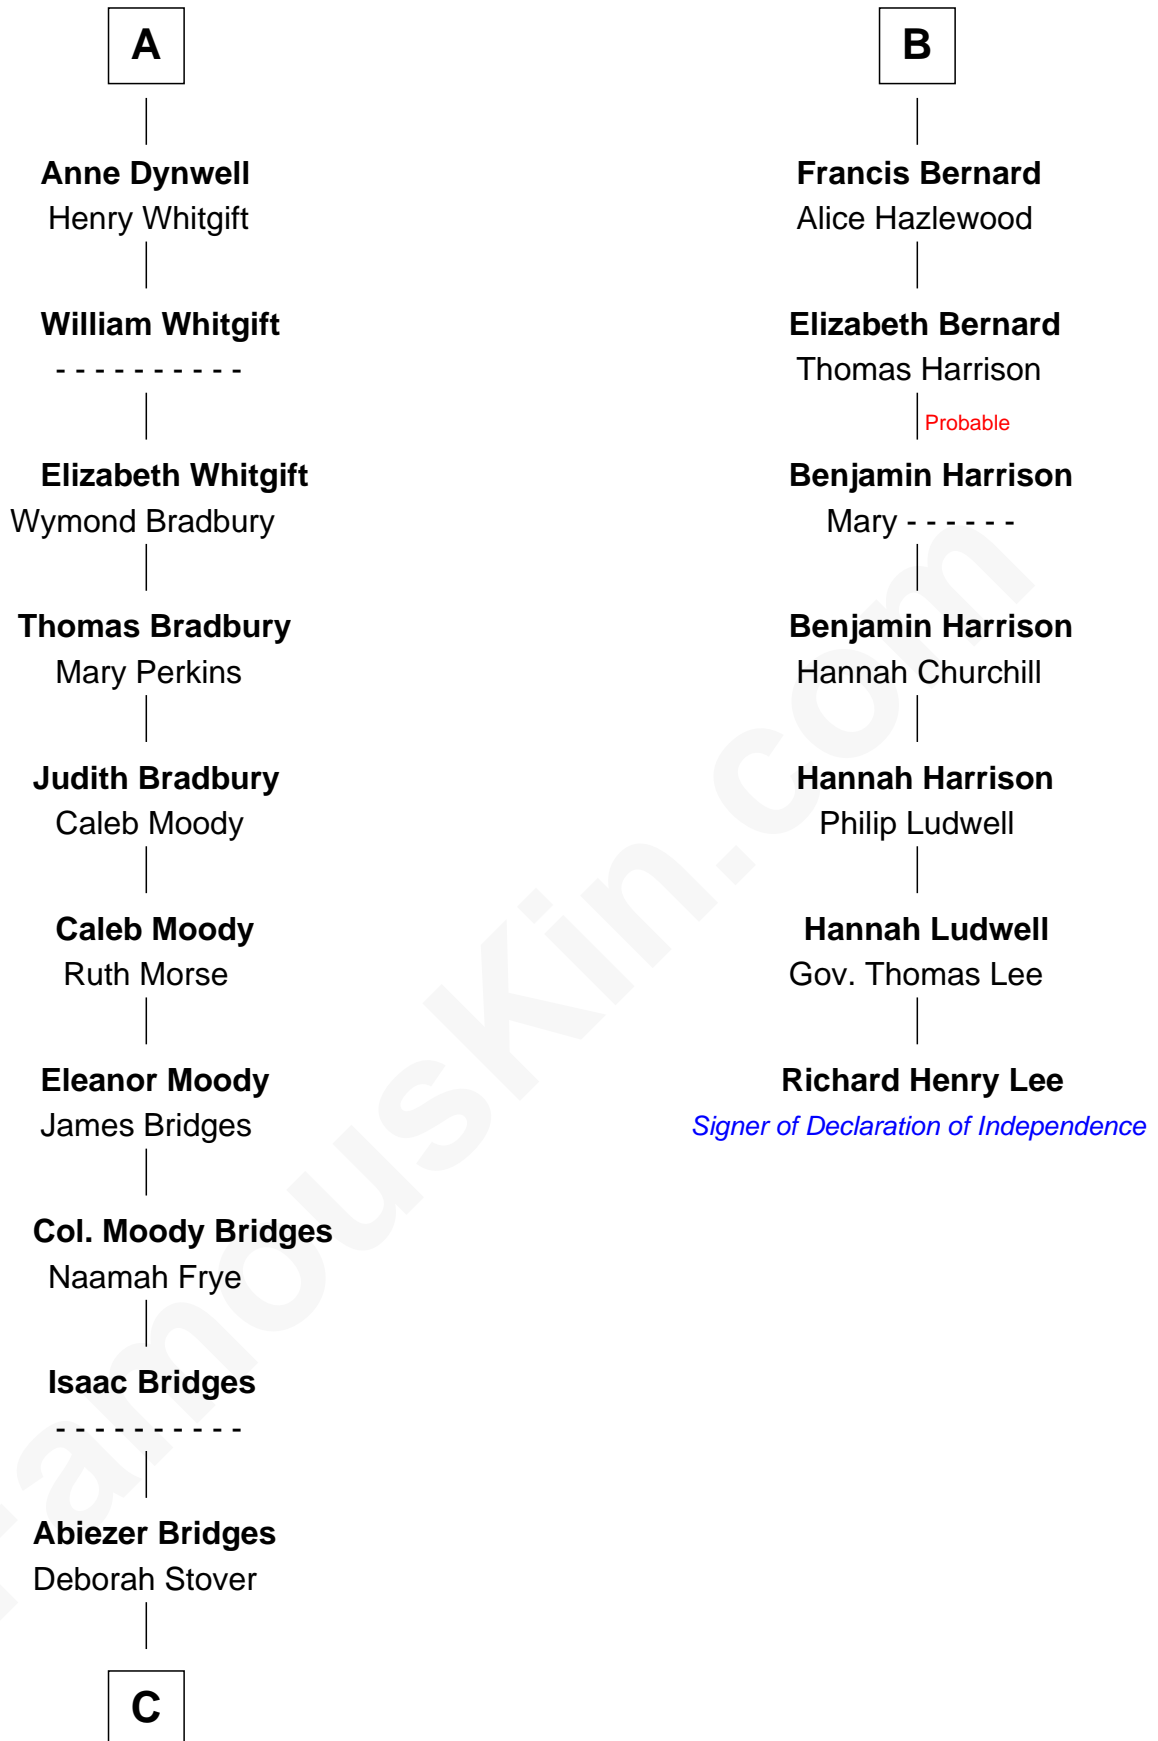 A
Anne Dynwell
Henry Whitgift
William Whitgift
- - - - - - - - - -
Elizabeth Whitgift
Wymond Bradbury
Thomas Bradbury
Mary Perkins
Judith Bradbury
Caleb Moody
Caleb Moody
Ruth Morse
Eleanor Moody
James Bridges
Col. Moody Bridges
Naamah Frye
Isaac Bridges
- - - - - - - - - -
Abiezer Bridges
Deborah Stover
C
B
Francis Bernard
Alice Hazlewood
Elizabeth Bernard
Thomas Harrison
Probable
Benjamin Harrison
Mary - - - - - -
Benjamin Harrison
Hannah Churchill
Hannah Harrison
Philip Ludwell
Hannah Ludwell
Gov. Thomas Lee
Richard Henry Lee
Signer of Declaration of Independence
FamousKin.com